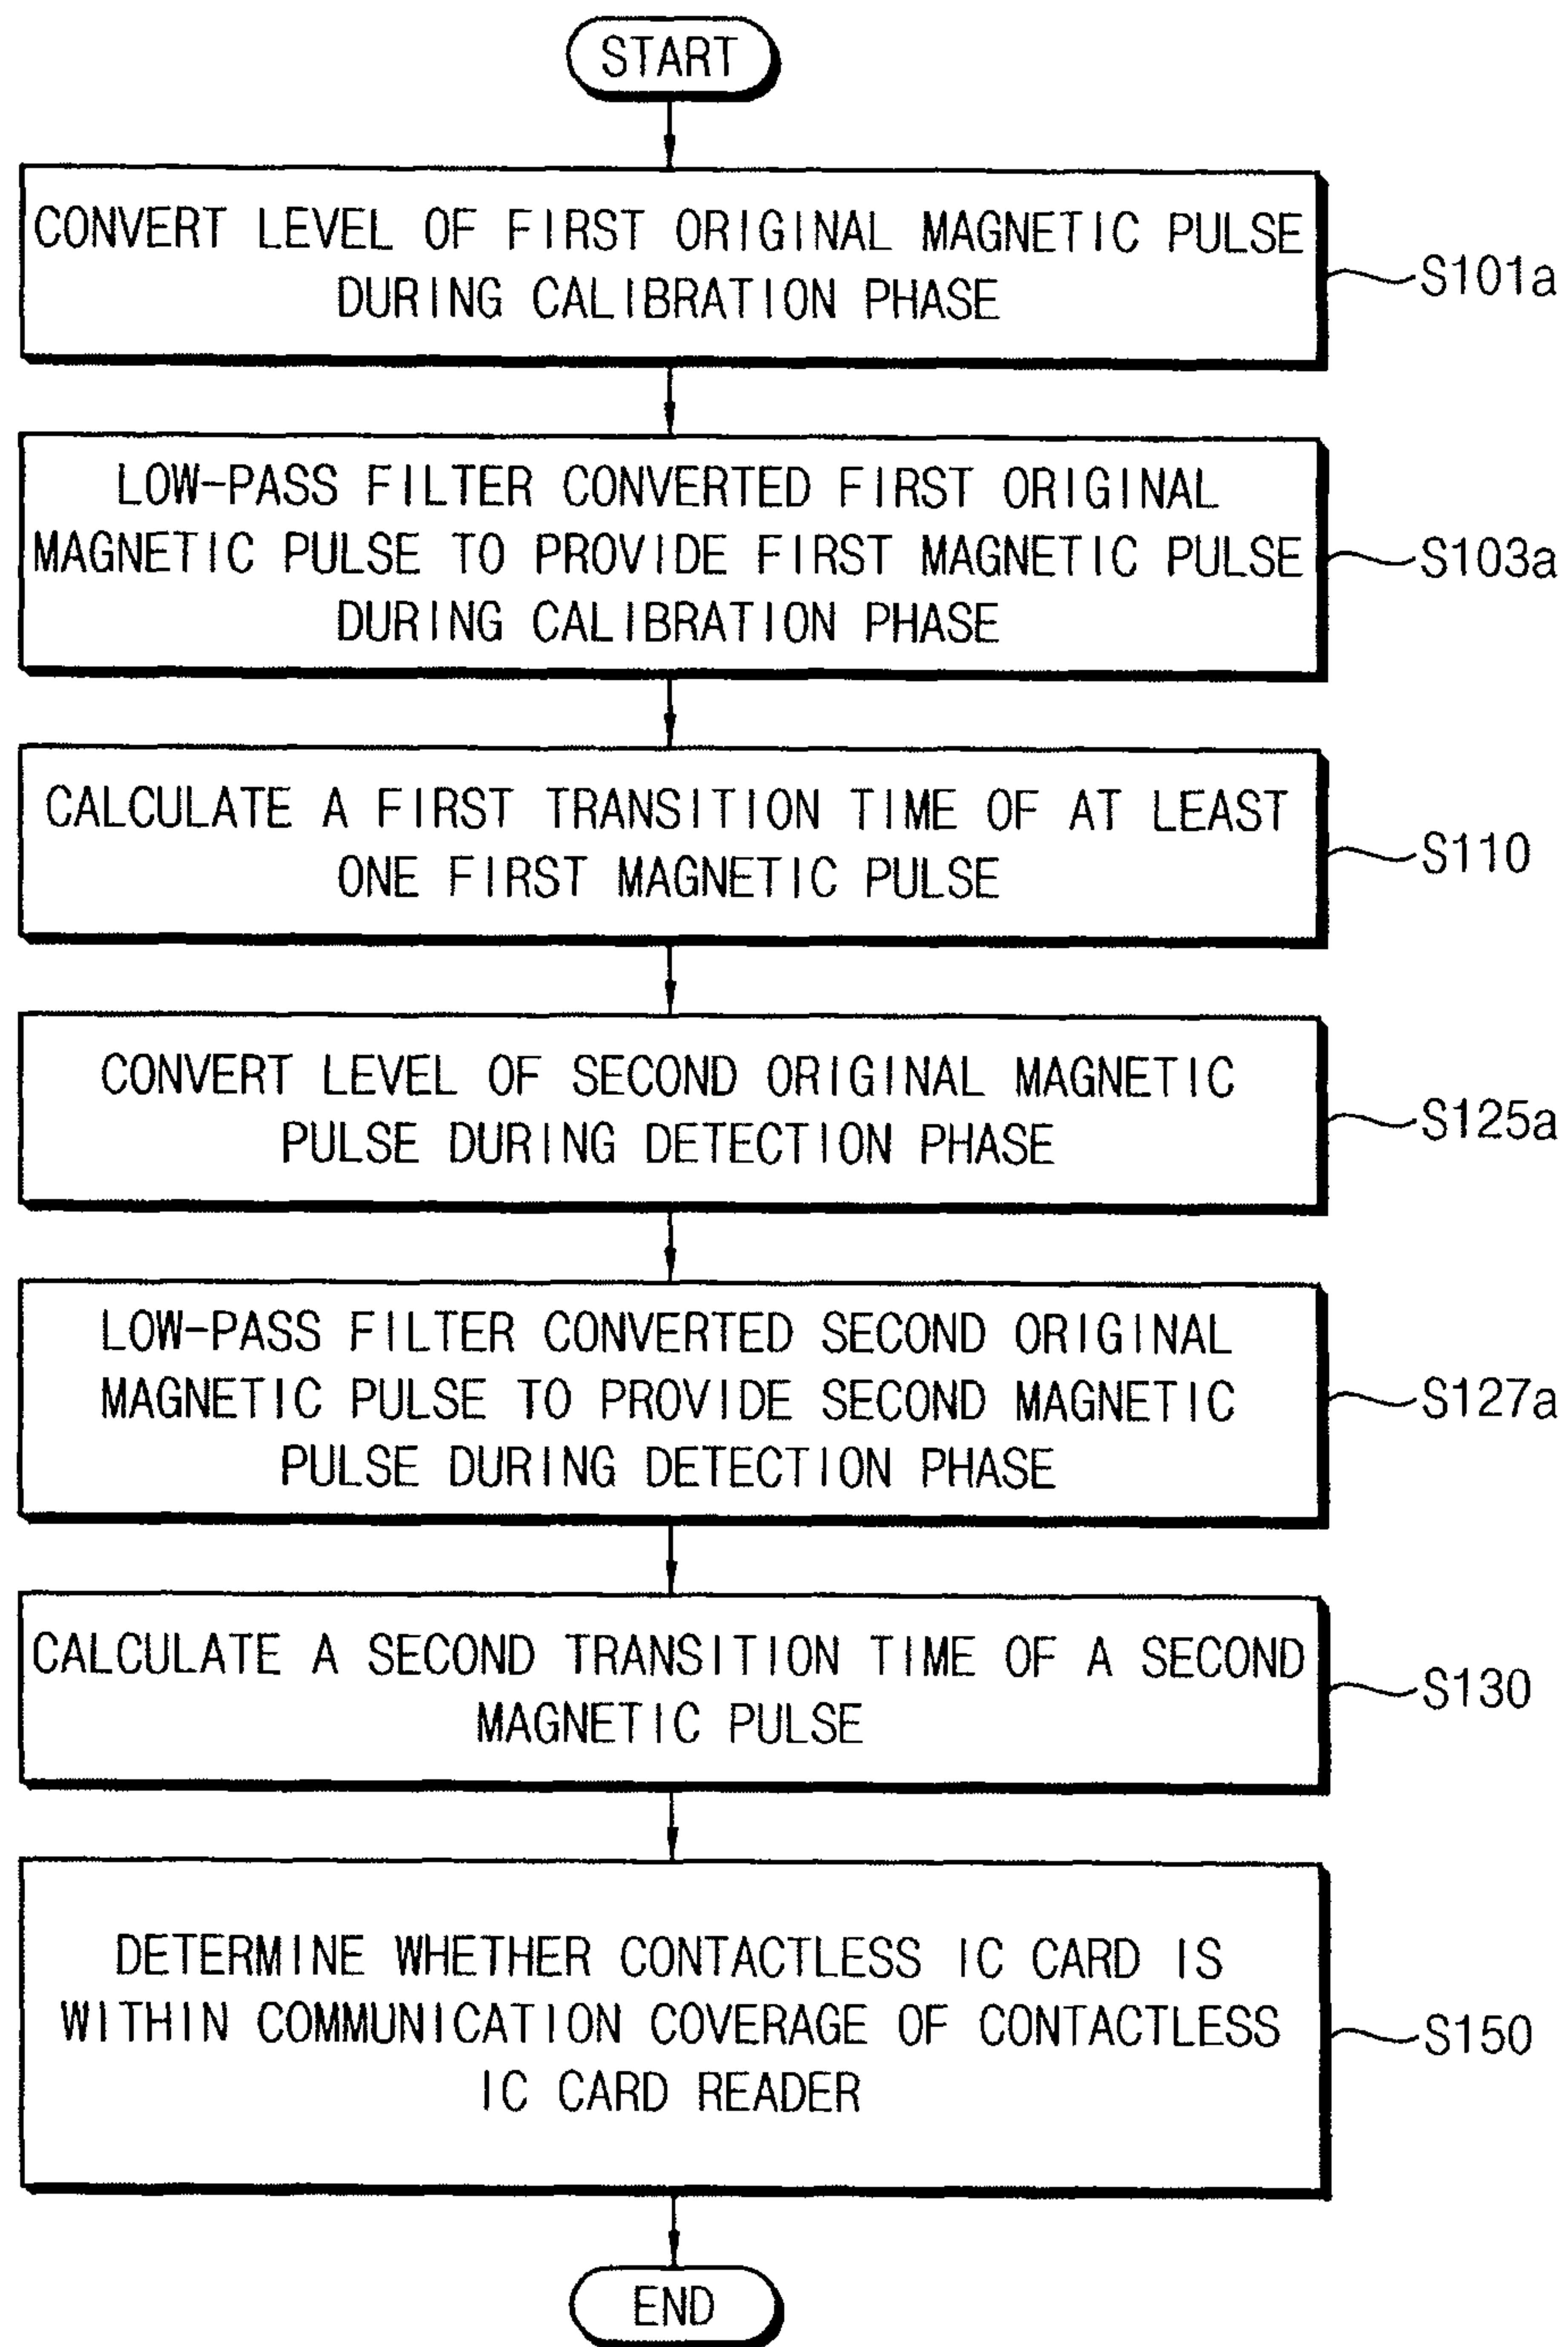 START
CONVERT LEVEL OF FIRST ORIGINAL MAGNETIC PULSE
DURING CALIBRATION PHASE
S101a
LOW-PASS FILTER CONVERTED FIRST ORIGINAL
MAGNETIC PULSE TO PROVIDE FIRST MAGNETIC PULSE
DURING CALIBRATION PHASE
S103a
CALCULATE A FIRST TRANSITION TIME OF AT LEAST
ONE FIRST MAGNETIC PULSE
S110
CONVERT LEVEL OF SECOND ORIGINAL MAGNETIC
PULSE DURING DETECTION PHASE
S125a
LOW-PASS FILTER CONVERTED SECOND ORIGINAL
MAGNETIC PULSE TO PROVIDE SECOND MAGNETIC
PULSE DURING DETECTION PHASE
S127a
CALCULATE A SECOND TRANSITION TIME OF A SECOND
MAGNETIC PULSE
S130
DETERMINE WHETHER CONTACTLESS IC CARD IS
WITHIN COMMUNICATION COVERAGE OF CONTACTLESS
IC CARD READER
S150
END